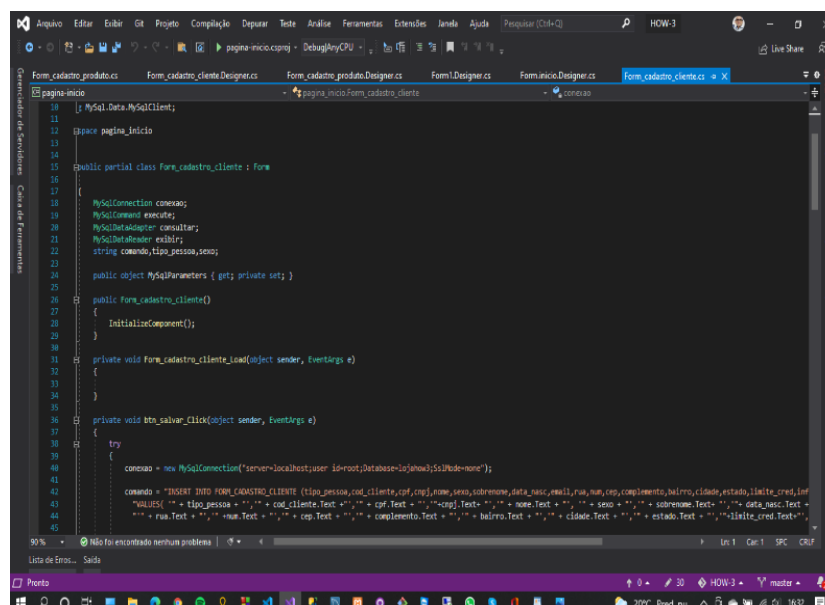 Arquivo Editar Exibir Git Projeto Compilação Depurar Teste Análise Ferramentas Extensões Janela Ajuda Pesquisar (Ctrl+Q) HOW-3
pagina-inicio.csproj Debug|AnyCPU Live Share
Form_cadastro_produto.cs Form_cadastro_cliente.Designer.cs Form_cadastro_produto.Designer.cs Form1.Designer.cs Form.inicio.Designer.cs Form_cadastro_cliente.cs
pagina-inicio pagina_inicio.Form_cadastro_cliente conexao
Gerenciador de Servidores
Caixa de Ferramentas
10 g MySql.Data.MySqlClient;
11
12 space pagina_inicio
13
14
15 public partial class Form_cadastro_cliente : Form
16
17 {
18 MySqlConnection conexao;
19 MySqlCommand execute;
20 MySqlDataAdapter consultar;
21 MySqlDataReader exibir;
22 string comando,tipo_pessoa,sexo;
23
24 public object MySqlParameters { get; private set; }
25
26 public Form_cadastro_cliente()
27 {
28 InitializeComponent();
29 }
30
31 private void Form_cadastro_cliente_Load(object sender, EventArgs e)
32 {
33
34 }
35
36 private void btn_salvar_Click(object sender, EventArgs e)
37 {
38 try
39 {
40 conexao = new MySqlConnection("server=localhost;user id=root;Database=lojahow3;SslMode=none");
41
42 comando = "INSERT INTO FORM_CADASTRO_CLIENTE (tipo_pessoa,cod_cliente,cpf,cnpj,nome,sexo,sobrenome,data_nasc,email,rua,num,cep,complemento,bairro,cidade,estado,limite_cred,inf
43 "VALUES( '" + tipo_pessoa + "','" + cod_cliente.Text + "','" + cpf.Text + "','"+cnpj.Text+ "','" + nome.Text + "', '" + sexo + "','" + sobrenome.Text+ "','"+ data_nasc.Text +
44 "'" + rua.Text + "','" +num.Text + "','" + cep.Text + "','" + complemento.Text + "','" + bairro.Text + "','" + cidade.Text + "','" + estado.Text + "','"+limite_cred.Text+"',
45
90 % Não foi encontrado nenhum problema Ln: 1 Car: 1 SPC CRLF
Lista de Erros... Saída
Pronto 0 30 HOW-3 master
20°C Pred. nu 16:32